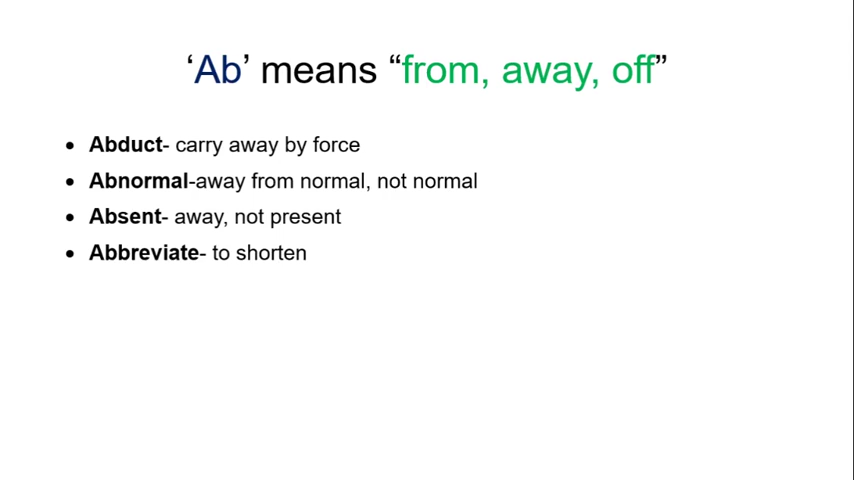 ‘Ab’ means “from, away, off”
• Abduct- carry away by force
• Abnormal-away from normal, not normal
• Absent- away, not present
• Abbreviate- to shorten